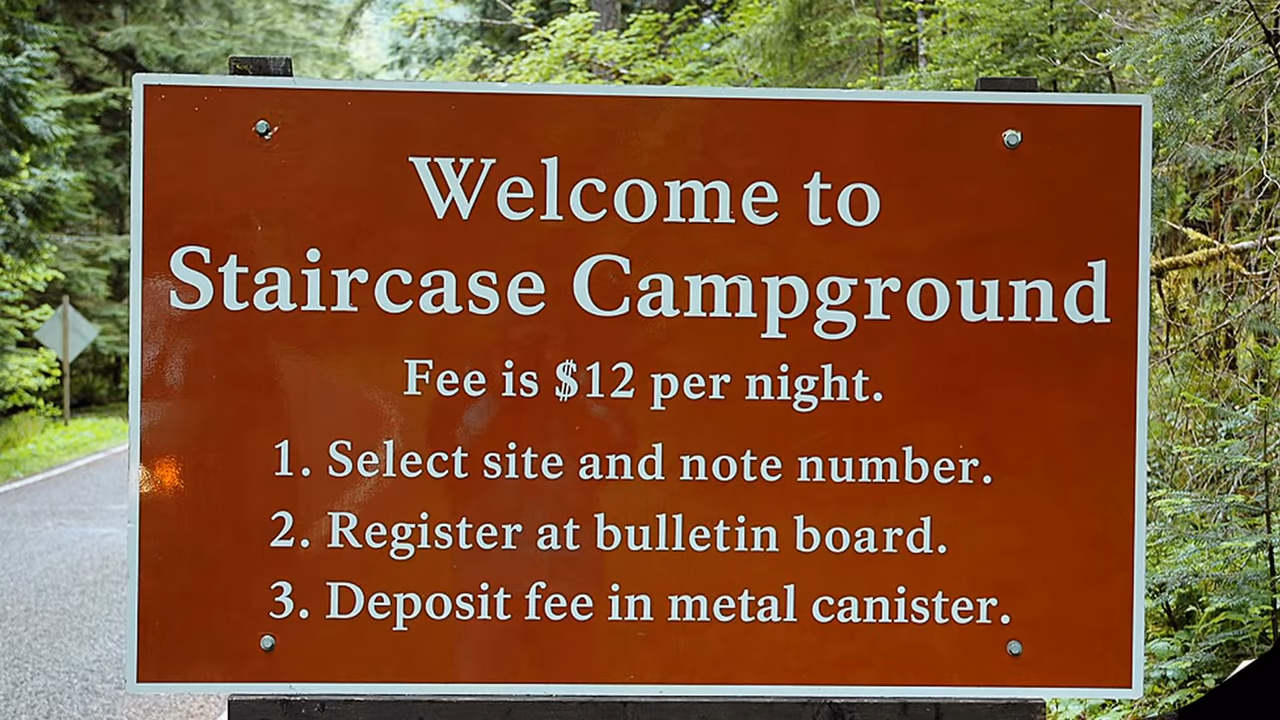 Welcome to
Staircase Campground
Fee is $12 per night.
1. Select site and note number.
2. Register at bulletin board.
3. Deposit fee in metal canister.